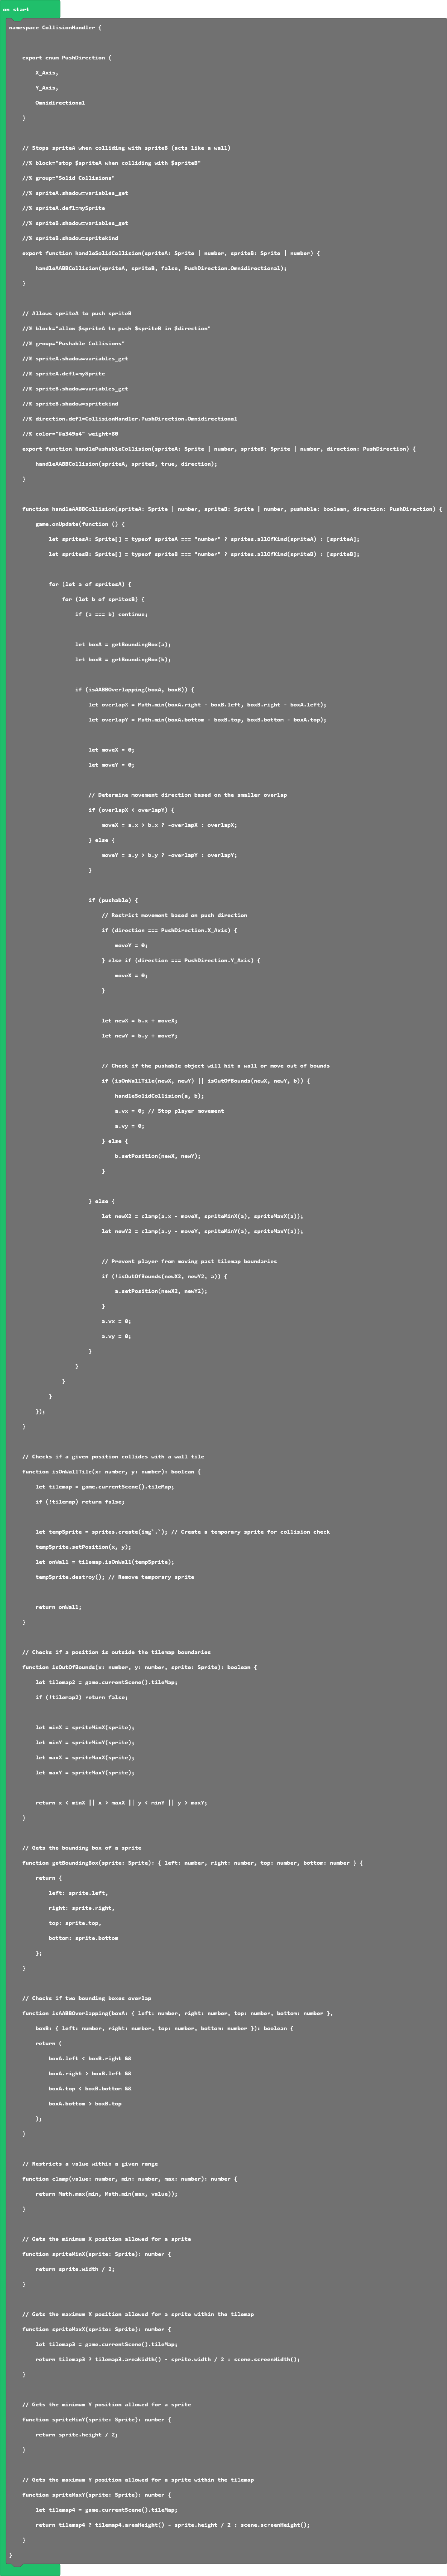 on start
namespace CollisionHandler {
export enum PushDirection {
X_Axis,
Y_Axis,
Omnidirectional
}
// Stops spriteA when colliding with spriteB (acts like a wall)
//% block="stop $spriteA when colliding with $spriteB"
//% group="Solid Collisions"
//% spriteA.shadow=variables_get
//% spriteA.defl=mySprite
//% spriteB.shadow=variables_get
//% spriteB.shadow=spritekind
export function handleSolidCollision(spriteA: Sprite | number, spriteB: Sprite | number) {
handleAABBCollision(spriteA, spriteB, false, PushDirection.Omnidirectional);
}
// Allows spriteA to push spriteB
//% block="allow $spriteA to push $spriteB in $direction"
//% group="Pushable Collisions"
//% spriteA.shadow=variables_get
//% spriteA.defl=mySprite
//% spriteB.shadow=variables_get
//% spriteB.shadow=spritekind
//% direction.defl=CollisionHandler.PushDirection.Omnidirectional
//% color="#a349a4" weight=80
export function handlePushableCollision(spriteA: Sprite | number, spriteB: Sprite | number, direction: PushDirection) {
handleAABBCollision(spriteA, spriteB, true, direction);
}
function handleAABBCollision(spriteA: Sprite | number, spriteB: Sprite | number, pushable: boolean, direction: PushDirection) {
game.onUpdate(function () {
let spritesA: Sprite[] = typeof spriteA === "number" ? sprites.allOfKind(spriteA) : [spriteA];
let spritesB: Sprite[] = typeof spriteB === "number" ? sprites.allOfKind(spriteB) : [spriteB];
for (let a of spritesA) {
for (let b of spritesB) {
if (a === b) continue;
let boxA = getBoundingBox(a);
let boxB = getBoundingBox(b);
if (isAABBOverlapping(boxA, boxB)) {
let overlapX = Math.min(boxA.right - boxB.left, boxB.right - boxA.left);
let overlapY = Math.min(boxA.bottom - boxB.top, boxB.bottom - boxA.top);
let moveX = 0;
let moveY = 0;
// Determine movement direction based on the smaller overlap
if (overlapX < overlapY) {
moveX = a.x > b.x ? -overlapX : overlapX;
} else {
moveY = a.y > b.y ? -overlapY : overlapY;
}
if (pushable) {
// Restrict movement based on push direction
if (direction === PushDirection.X_Axis) {
moveY = 0;
} else if (direction === PushDirection.Y_Axis) {
moveX = 0;
}
let newX = b.x + moveX;
let newY = b.y + moveY;
// Check if the pushable object will hit a wall or move out of bounds
if (isOnWallTile(newX, newY) || isOutOfBounds(newX, newY, b)) {
handleSolidCollision(a, b);
a.vx = 0; // Stop player movement
a.vy = 0;
} else {
b.setPosition(newX, newY);
}
} else {
let newX2 = clamp(a.x - moveX, spriteMinX(a), spriteMaxX(a));
let newY2 = clamp(a.y - moveY, spriteMinY(a), spriteMaxY(a));
// Prevent player from moving past tilemap boundaries
if (!isOutOfBounds(newX2, newY2, a)) {
a.setPosition(newX2, newY2);
}
a.vx = 0;
a.vy = 0;
}
}
}
}
});
}
// Checks if a given position collides with a wall tile
function isOnWallTile(x: number, y: number): boolean {
let tilemap = game.currentScene().tileMap;
if (!tilemap) return false;
let tempSprite = sprites.create(img`.`); // Create a temporary sprite for collision check
tempSprite.setPosition(x, y);
let onWall = tilemap.isOnWall(tempSprite);
tempSprite.destroy(); // Remove temporary sprite
return onWall;
}
// Checks if a position is outside the tilemap boundaries
function isOutOfBounds(x: number, y: number, sprite: Sprite): boolean {
let tilemap2 = game.currentScene().tileMap;
if (!tilemap2) return false;
let minX = spriteMinX(sprite);
let minY = spriteMinY(sprite);
let maxX = spriteMaxX(sprite);
let maxY = spriteMaxY(sprite);
return x < minX || x > maxX || y < minY || y > maxY;
}
// Gets the bounding box of a sprite
function getBoundingBox(sprite: Sprite): { left: number, right: number, top: number, bottom: number } {
return {
left: sprite.left,
right: sprite.right,
top: sprite.top,
bottom: sprite.bottom
};
}
// Checks if two bounding boxes overlap
function isAABBOverlapping(boxA: { left: number, right: number, top: number, bottom: number },
boxB: { left: number, right: number, top: number, bottom: number }): boolean {
return (
boxA.left < boxB.right &&
boxA.right > boxB.left &&
boxA.top < boxB.bottom &&
boxA.bottom > boxB.top
);
}
// Restricts a value within a given range
function clamp(value: number, min: number, max: number): number {
return Math.max(min, Math.min(max, value));
}
// Gets the minimum X position allowed for a sprite
function spriteMinX(sprite: Sprite): number {
return sprite.width / 2;
}
// Gets the maximum X position allowed for a sprite within the tilemap
function spriteMaxX(sprite: Sprite): number {
let tilemap3 = game.currentScene().tileMap;
return tilemap3 ? tilemap3.areaWidth() - sprite.width / 2 : scene.screenWidth();
}
// Gets the minimum Y position allowed for a sprite
function spriteMinY(sprite: Sprite): number {
return sprite.height / 2;
}
// Gets the maximum Y position allowed for a sprite within the tilemap
function spriteMaxY(sprite: Sprite): number {
let tilemap4 = game.currentScene().tileMap;
return tilemap4 ? tilemap4.areaHeight() - sprite.height / 2 : scene.screenHeight();
}
}